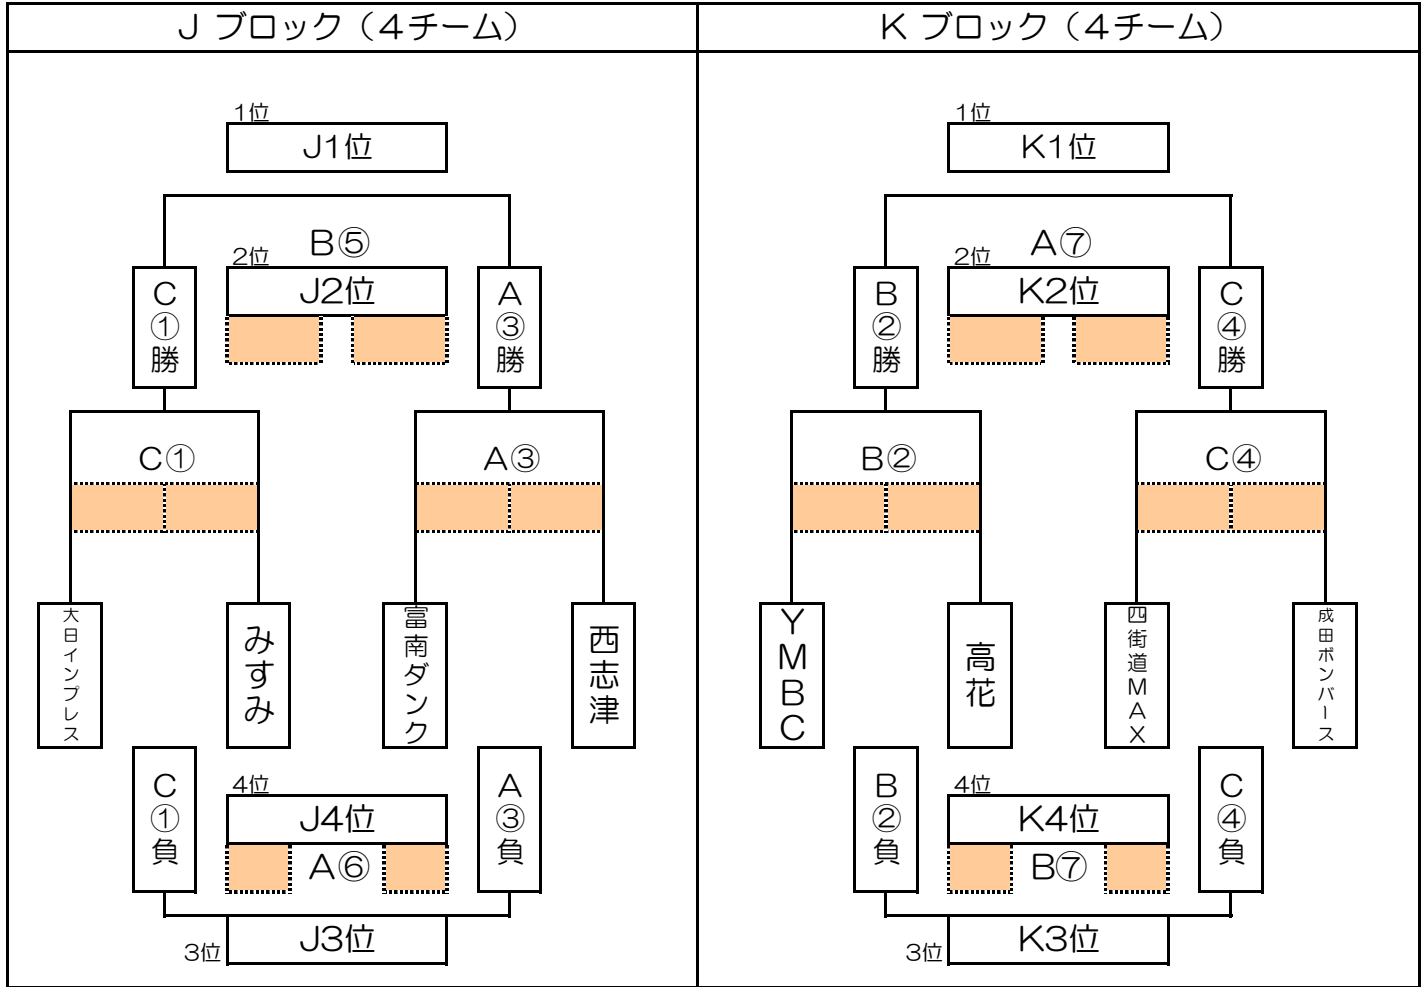 J ブロック（4チーム）
K ブロック（4チーム）
1位
J1位
B⑤
2位
J2位
C①勝
A③勝
C①
A③
大日インプレス
みすみ
富南ダンク
西志津
C①負
A③負
4位
J4位
A⑥
J3位
3位
1位
K1位
A⑦
2位
K2位
B②勝
C④勝
B②
C④
YMBC
高花
四街道MAX
成田ボンバース
B②負
C④負
4位
K4位
B⑦
K3位
3位